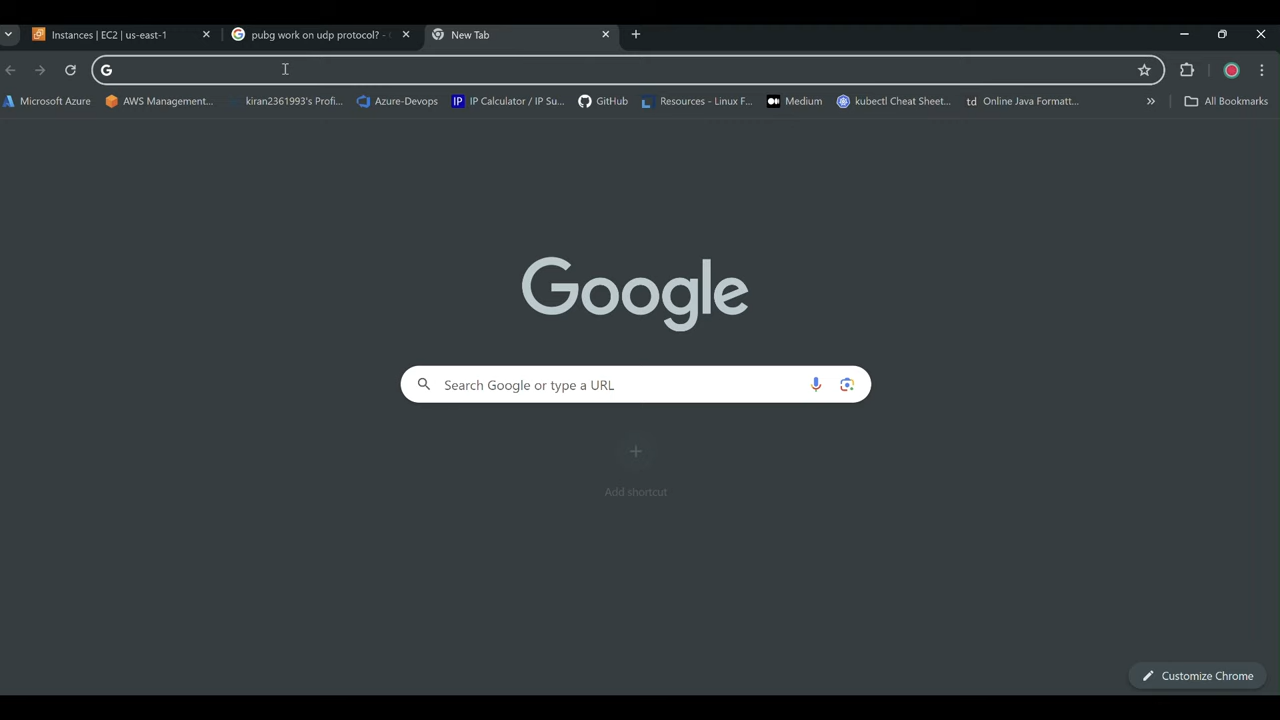 Instances | EC2 | us-east-1
pubg work on udp protocol? -
New Tab
Microsoft Azure
AWS Management...
kiran2361993's Profi...
Azure-Devops
IP IP Calculator / IP Su...
GitHub
Resources - Linux F...
Medium
kubectl Cheat Sheet...
td Online Java Formatt...
All Bookmarks
Google
Search Google or type a URL
Add shortcut
Customize Chrome